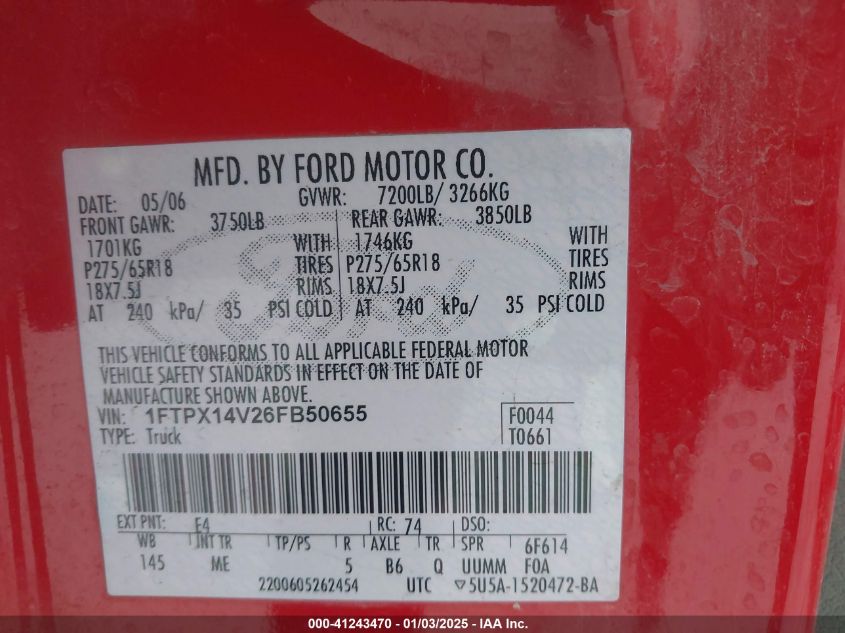 MFD. BY FORD MOTOR CO.
DATE: 05/06 GVWR: 7200LB/ 3266KG
FRONT GAWR: 3750LB REAR GAWR: 3850LB
1701KG WITH 1746KG WITH
P275/65R18 TIRES P275/65R18 TIRES
18X7.5J RIMS 18X7.5J RIMS
AT 240 kPa/ 35 PSI COLD AT 240 kPa/ 35 PSI COLD
Ford
THIS VEHICLE CONFORMS TO ALL APPLICABLE FEDERAL MOTOR
VEHICLE SAFETY STANDARDS IN EFFECT ON THE DATE OF
MANUFACTURE SHOWN ABOVE.
VIN: 1FTPX14V26FB50655 F0044
TYPE: Truck T0661
EXT PNT: E4 RC: 74 DSO:
WB INT TR TP/PS R AXLE TR SPR 6F614
145 ME 5 B6 Q UUMM F0A
2200605262454 UTC ▽5U5A-1520472-BA
000-41243470 - 01/03/2025 - IAA Inc.